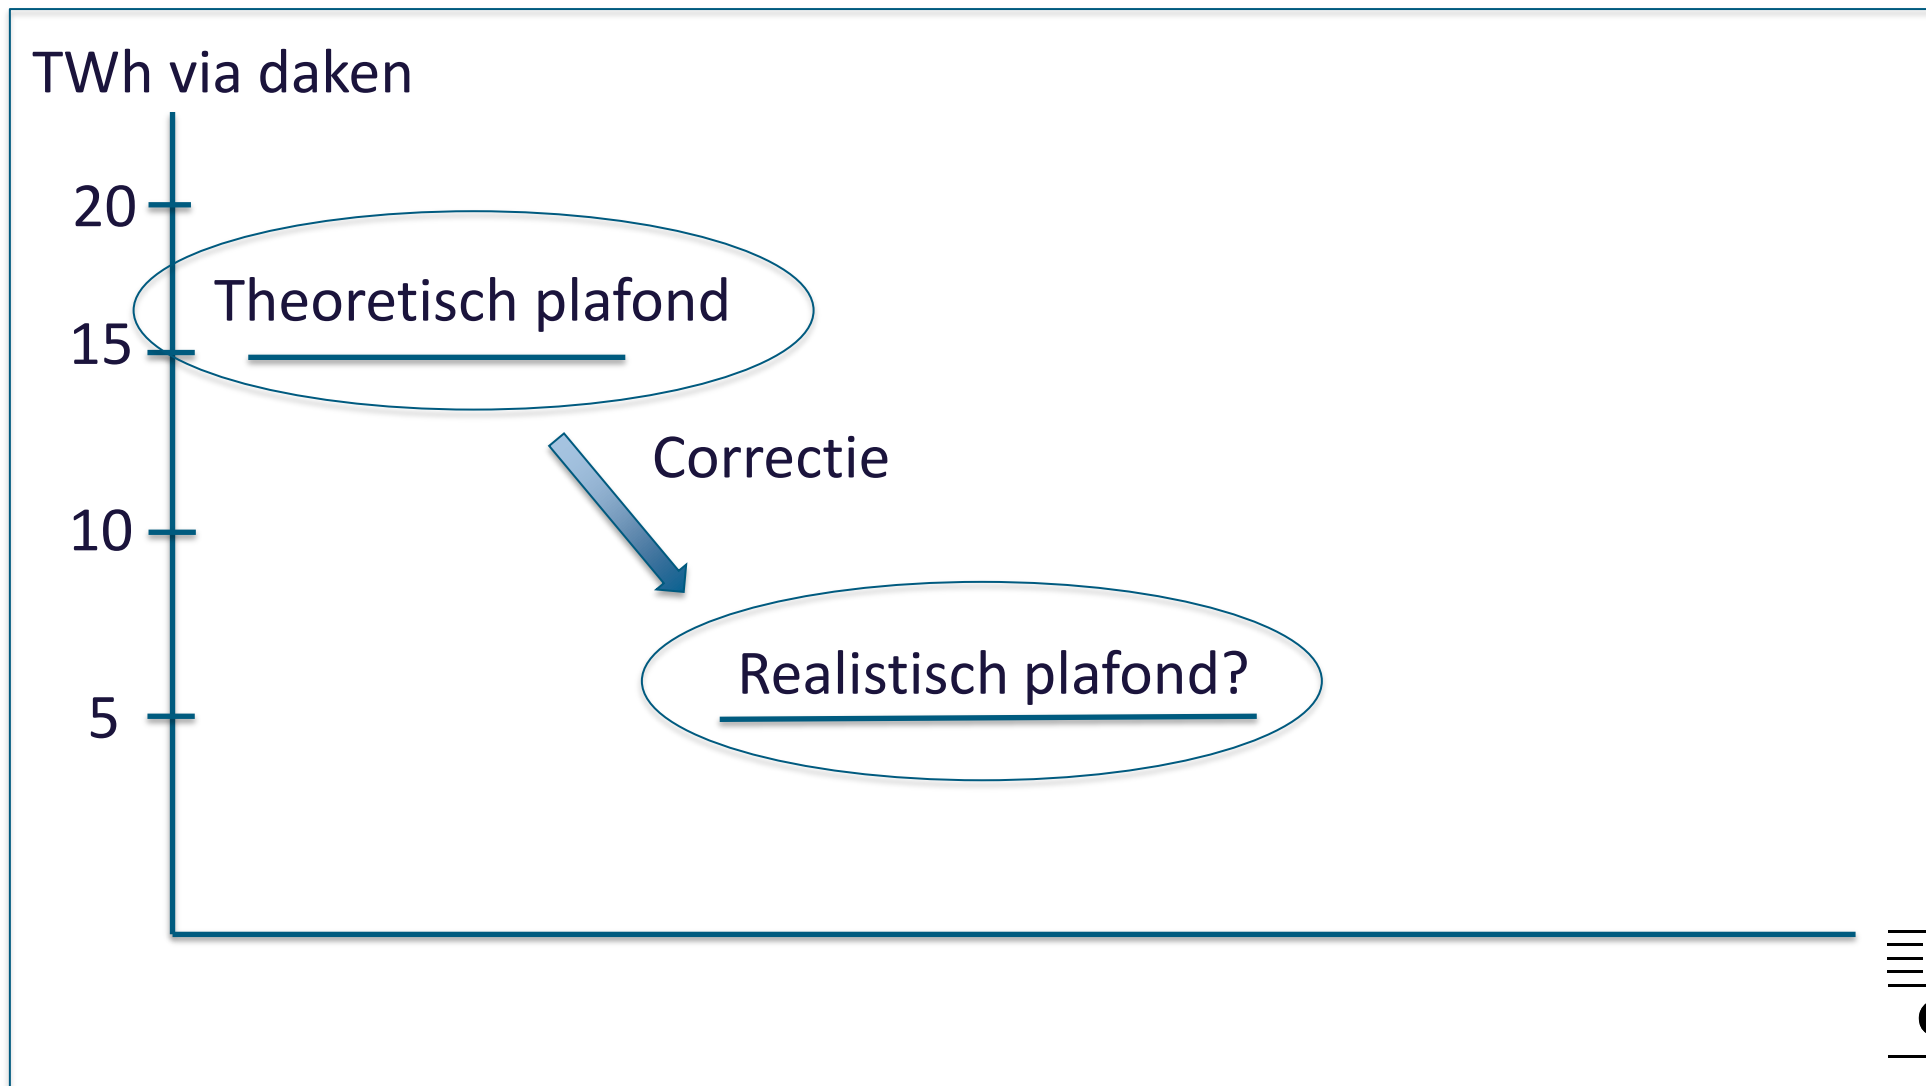 TWh via daken
20
Theoretisch plafond
15
Correctie
10
Realistisch plafond?
5